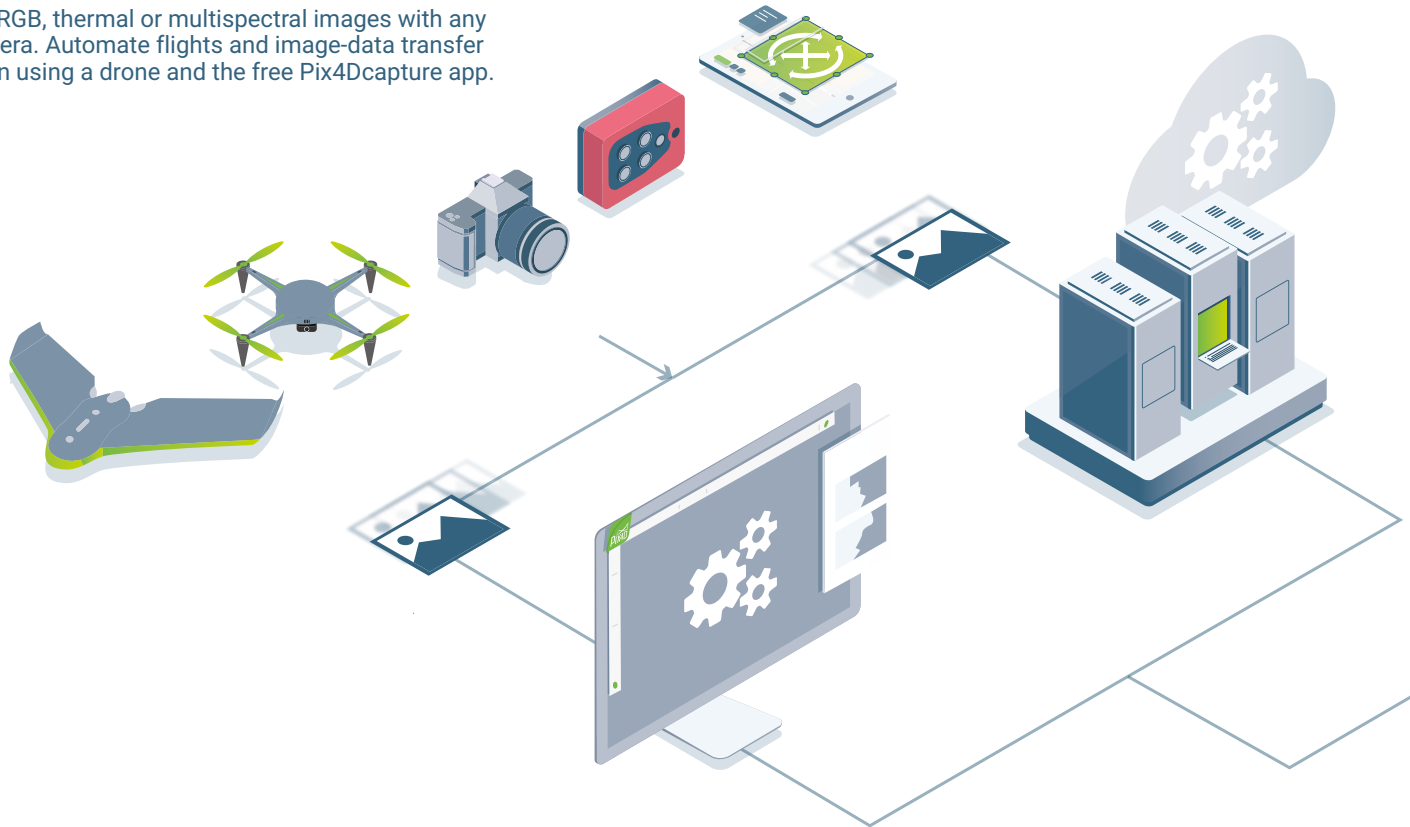 RGB, thermal or multispectral images with any
era. Automate flights and image-data transfer
n using a drone and the free Pix4Dcapture app.
PIX4D